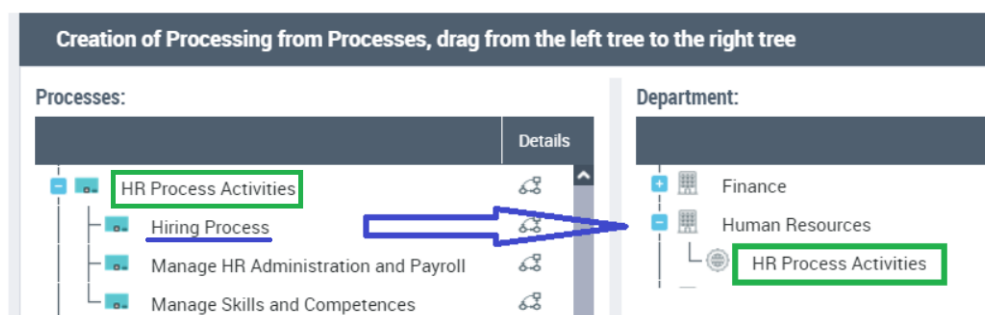 Creation of Processing from Processes, drag from the left tree to the right tree
Processes:
Details
HR Process Activities
Hiring Process
Manage HR Administration and Payroll
Manage Skills and Competences
Department:
Finance
Human Resources
HR Process Activities